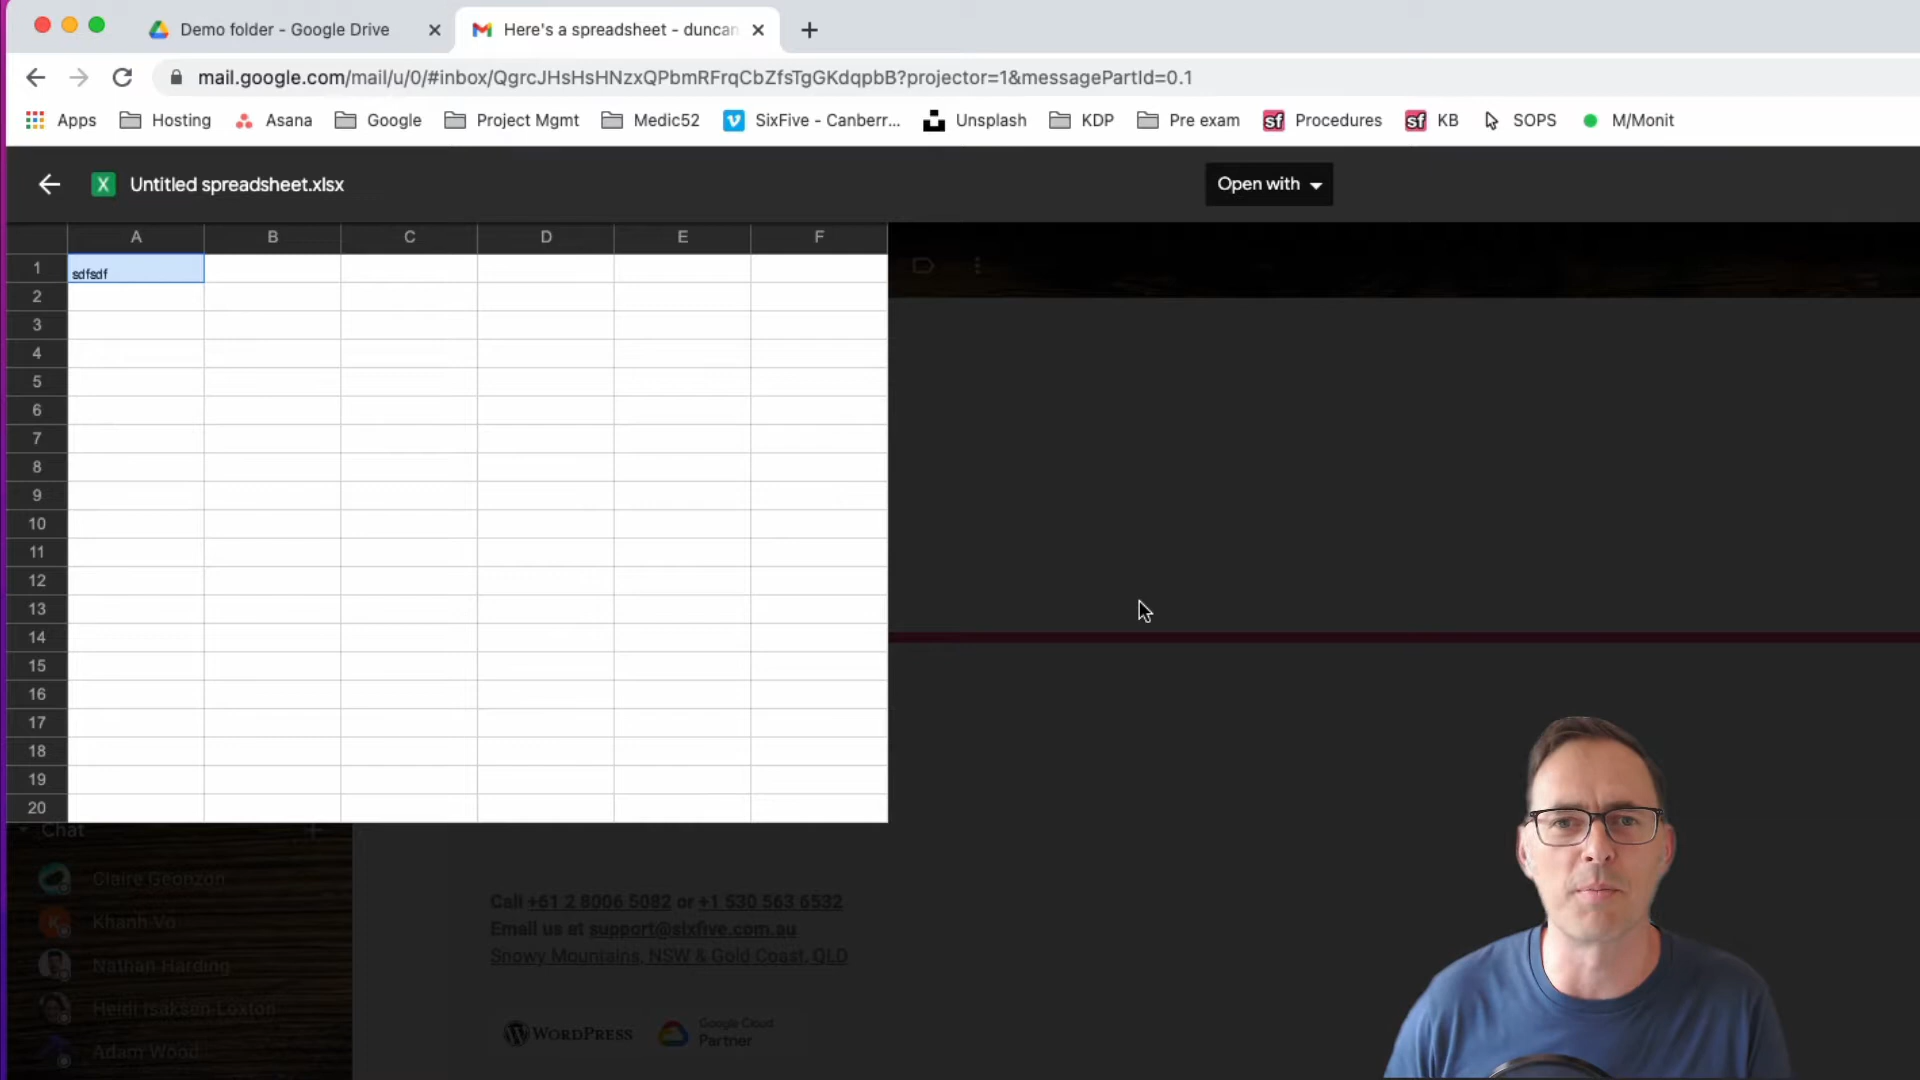 Demo folder - Google Drive
Here's a spreadsheet - duncan
mail.google.com/mail/u/0/#inbox/QgrcJHsHsHNzxQPbmRFrqCbZfsTgGKdqpbB?projector=1&messagePartId=0.1
Apps Hosting Asana Google Project Mgmt Medic52 SixFive - Canberr... Unsplash KDP Pre exam sf Procedures sf KB SOPS M/Monit
X Untitled spreadsheet.xlsx
Open with
A B C D E F
1 sdfsdf
2
3
4
5
6
7
8
9
10
11
12
13
14
15
16
17
18
19
20
Chat
Claire Geonzon
K Khanh Vo
Nathan Harding
Heidi Isaksen Loxton
Adam Wood
Call +61 2 8006 5082 or +1 530 563 6532
Email us at support@sixfive.com.au
Snowy Mountains, NSW & Gold Coast, QLD
WORDPRESS
Google Cloud
Partner